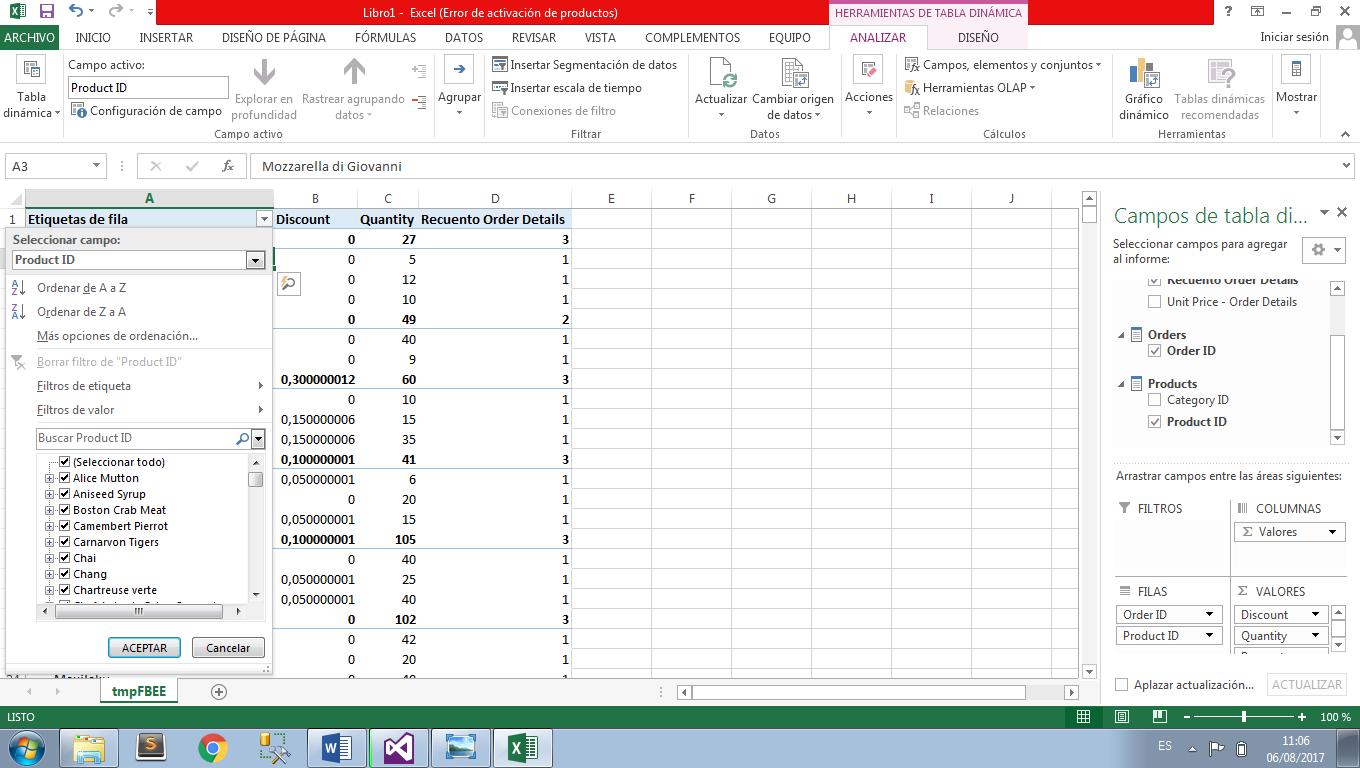 Libro1 - Excel (Error de activación de productos)
HERRAMIENTAS DE TABLA DINÁMICA
?
ARCHIVO INICIO INSERTAR DISEÑO DE PÁGINA FÓRMULAS DATOS REVISAR VISTA COMPLEMENTOS EQUIPO ANALIZAR DISEÑO Iniciar sesión
Tabla dinámica
Campo activo:
Product ID
Configuración de campo
Explorar en profundidad
Rastrear agrupando datos
Campo activo
Agrupar
Insertar Segmentación de datos
Insertar escala de tiempo
Conexiones de filtro
Filtrar
Actualizar
Cambiar origen de datos
Datos
Acciones
Campos, elementos y conjuntos
Herramientas OLAP
Relaciones
Cálculos
Gráfico dinámico
Tablas dinámicas recomendadas
Herramientas
Mostrar
A3 fx Mozzarella di Giovanni
A B C D E F G H I J
1 Etiquetas de fila Discount Quantity Recuento Order Details
0 27 3
0 5 1
0 12 1
0 10 1
0 49 2
0 40 1
0 9 1
0,300000012 60 3
0 10 1
0,150000006 15 1
0,150000006 35 1
0,100000001 41 3
0,050000001 6 1
0 20 1
0,050000001 15 1
0,100000001 105 3
0 40 1
0,050000001 25 1
0,050000001 40 1
0 102 3
0 42 1
0 20 1
Seleccionar campo:
Product ID
Ordenar de A a Z
Ordenar de Z a A
Más opciones de ordenación...
Borrar filtro de "Product ID"
Filtros de etiqueta
Filtros de valor
Buscar Product ID
(Seleccionar todo)
Alice Mutton
Aniseed Syrup
Boston Crab Meat
Camembert Pierrot
Carnarvon Tigers
Chai
Chang
Chartreuse verte
ACEPTAR Cancelar
Campos de tabla di...
Seleccionar campos para agregar al informe:
Recuento Order Details
Unit Price - Order Details
Orders
Order ID
Products
Category ID
Product ID
Arrastrar campos entre las áreas siguientes:
FILTROS
COLUMNAS
Σ Valores
FILAS
Order ID
Product ID
Σ VALORES
Discount
Quantity
Aplazar actualización... ACTUALIZAR
tmpFBEE
LISTO
100 %
ES
11:06
06/08/2017